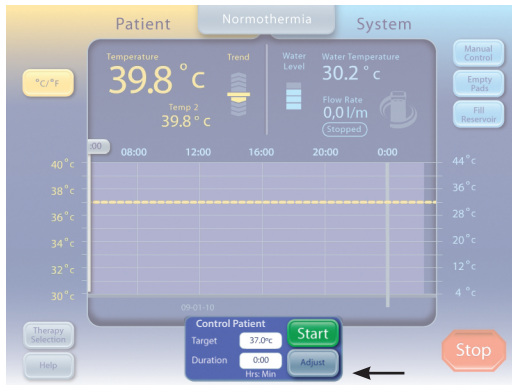 Patient
Normothermia
System
Temperature
Trend
39.8 °c
Temp 2
39.8 ° c
Water Level
Water Temperature
30.2 ° c
Flow Rate
0,0 l/m
Stopped
°C/°F
Manual
Control
Empty
Pads
Fill
Reservoir
:00
08:00 12:00 16:00 20:00 0:00
40°c
38°c
36°c
34°c
32°c
30°c
44°c
36°c
28°c
20°c
12°c
4 °c
09-01-10
Control Patient
Target 37.0°c
Duration 0:00
Hrs: Min
Start
Adjust
Therapy
Selection
Help
Stop